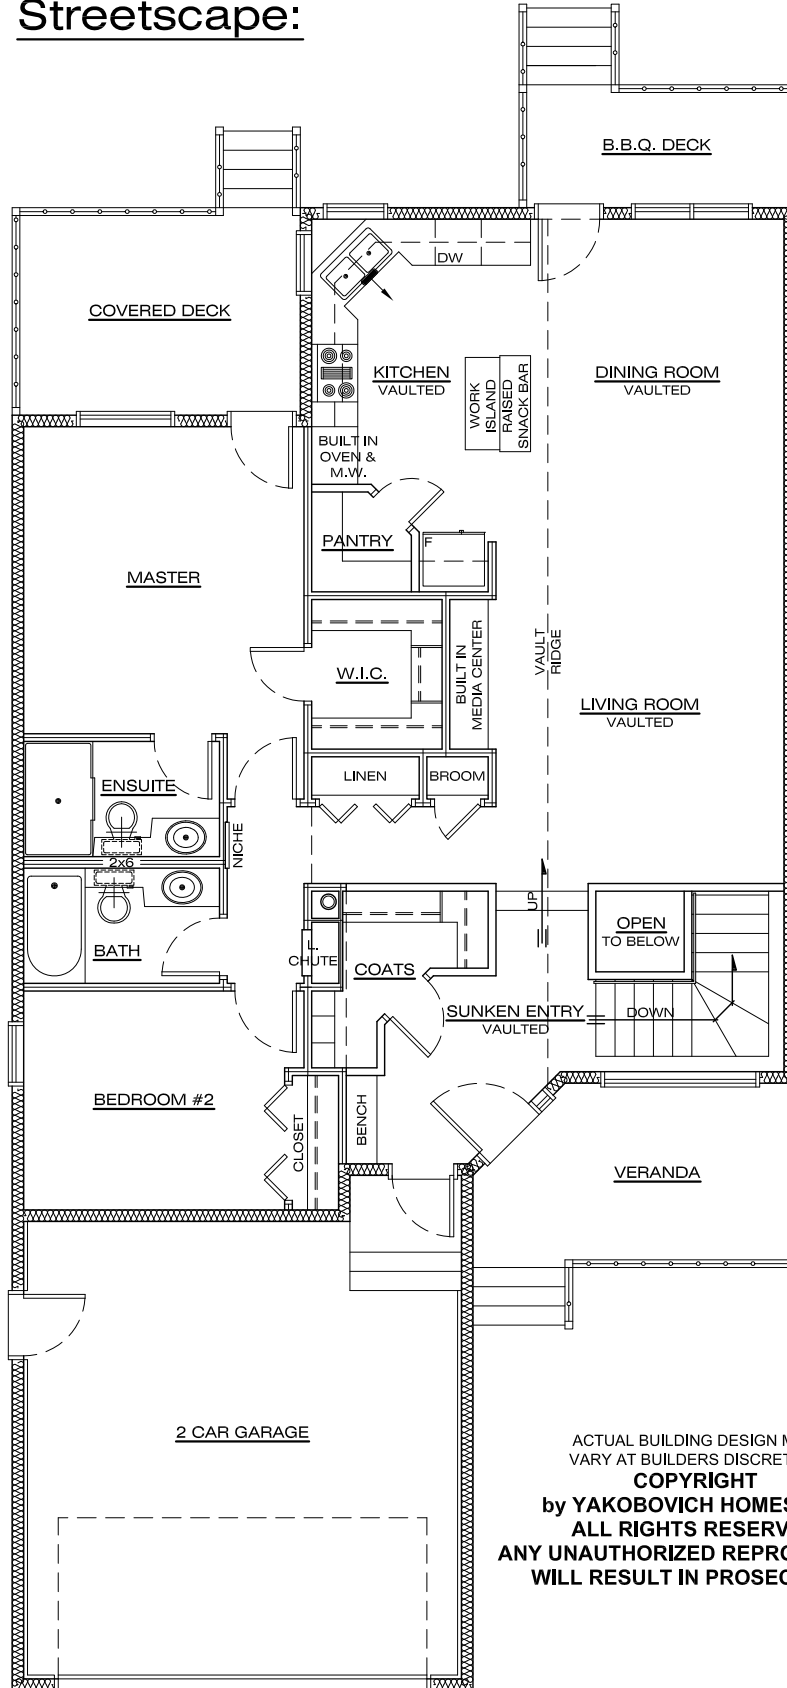 Streetscape:
B.B.Q. DECK
COVERED DECK
DW
KITCHEN
VAULTED
WORK
ISLAND
RAISED
SNACK BAR
DINING ROOM
VAULTED
BUILT IN
OVEN &
M.W.
PANTRY
F
MASTER
W.I.C.
BUILT IN
MEDIA CENTER
VAULT
RIDGE
LIVING ROOM
VAULTED
ENSUITE
LINEN
BROOM
NICHE
2x6
BATH
L.
CHUTE
COATS
UP
OPEN
TO BELOW
SUNKEN ENTRY
VAULTED
DOWN
BEDROOM #2
CLOSET
BENCH
VERANDA
2 CAR GARAGE
ACTUAL BUILDING DESIGN
VARY AT BUILDERS
COPYRIGHT
by YAKOBOVICH HOMES
ALL RIGHTS
ANY UNAUTHORIZED
WILL RESULT IN